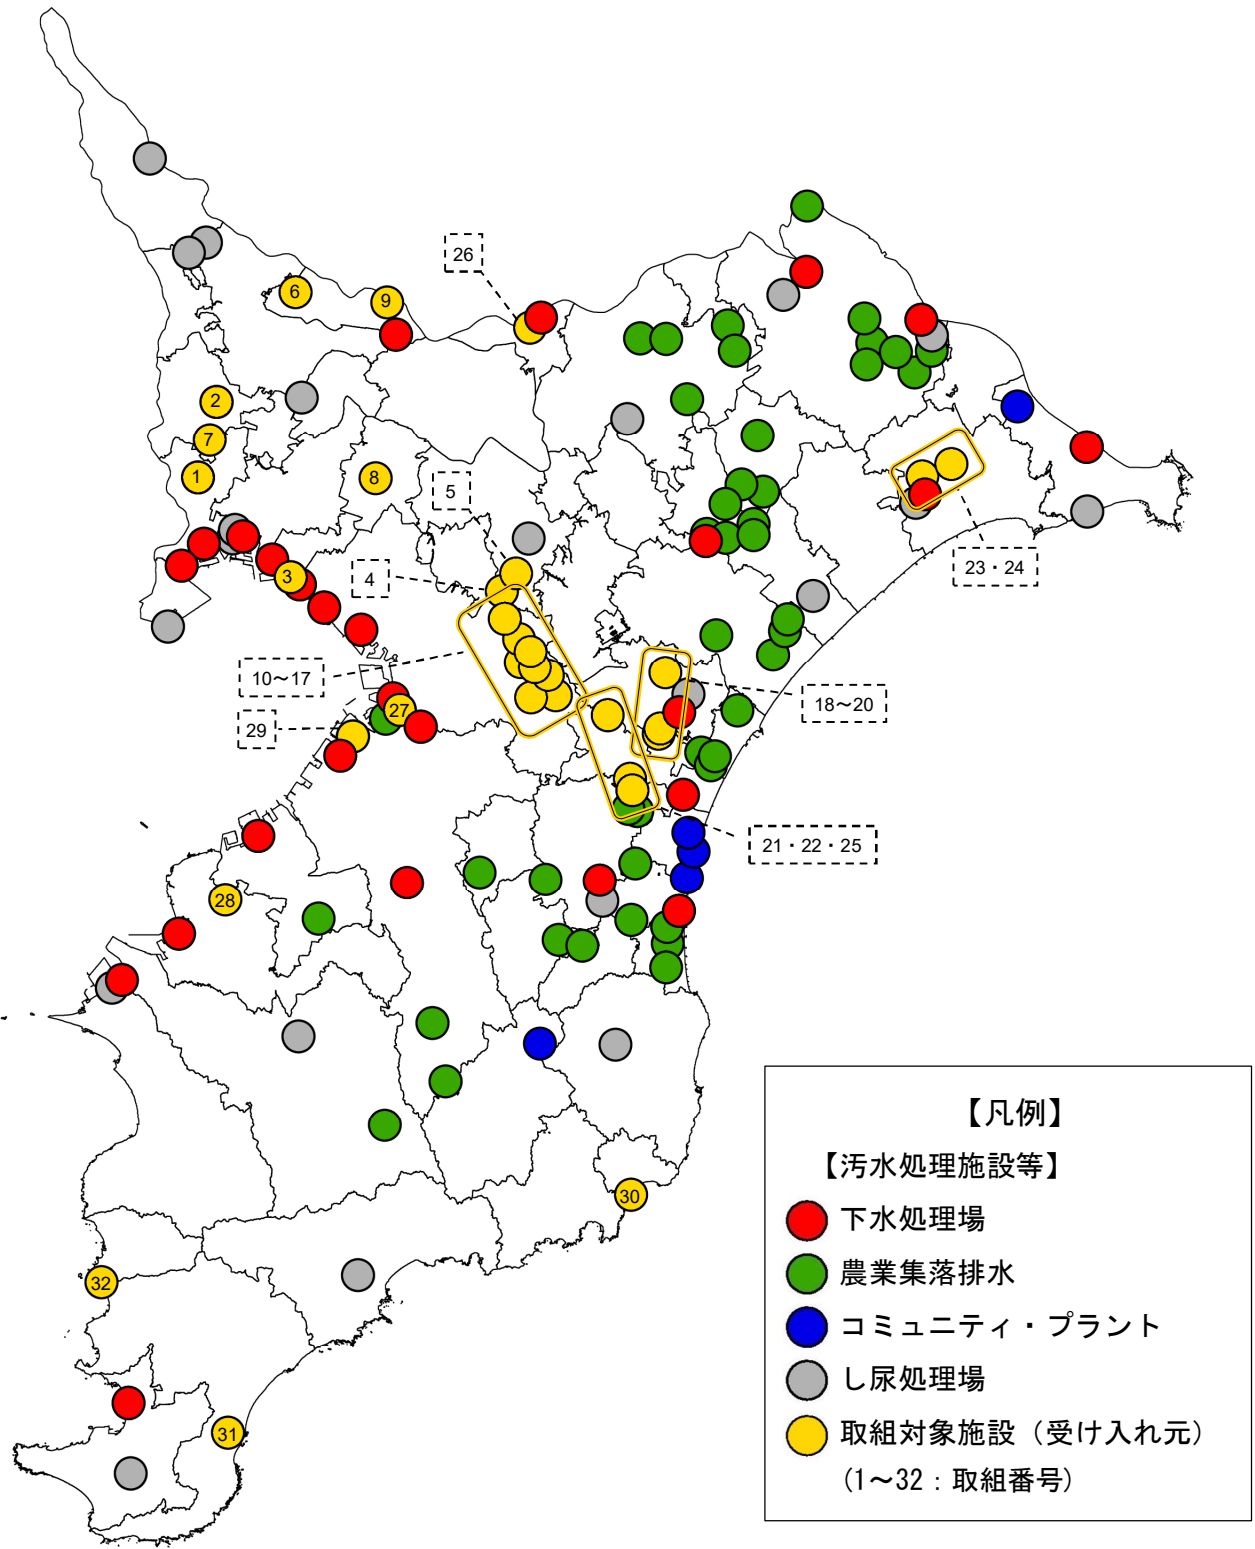 26
6
9
2
7
1
8
5
3
4
23・24
10～17
18～20
27
29
21・22・25
28
30
32
31
【凡例】
【汚水処理施設等】
下水処理場
農業集落排水
コミュニティ・プラント
し尿処理場
取組対象施設（受け入れ元）
(1～32：取組番号)